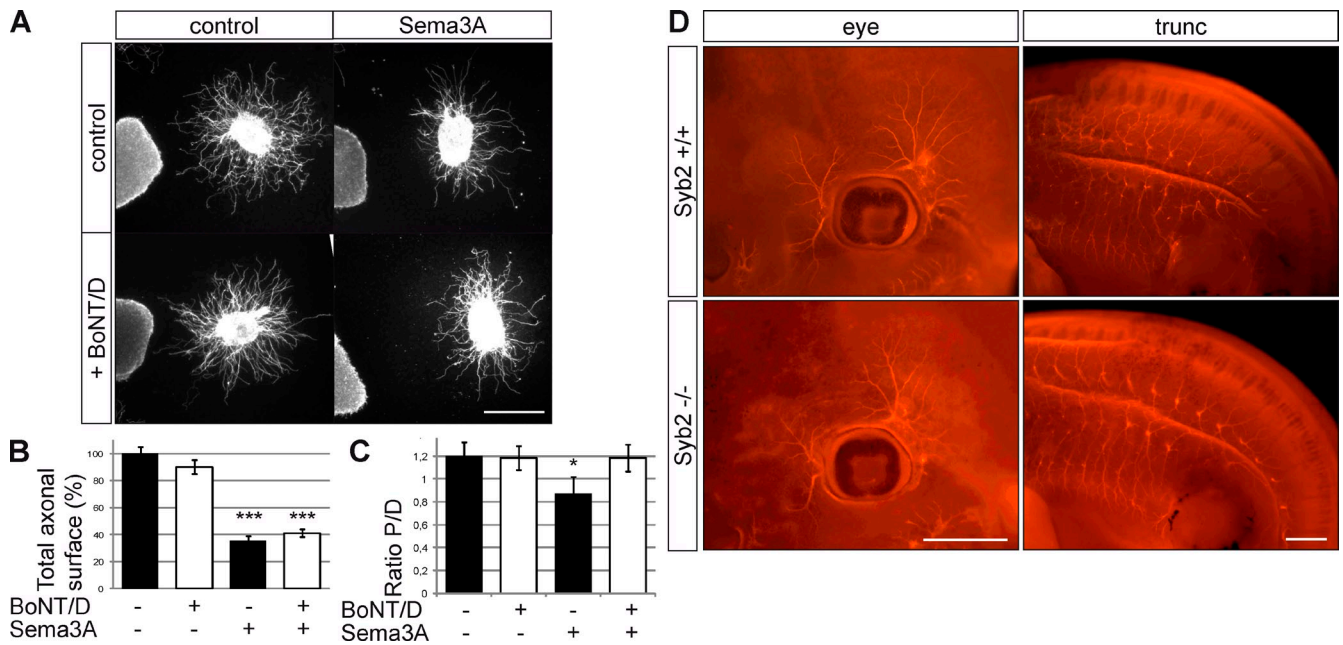 A
control
Sema3A
control
+ BoNT/D
B
Total axonal
surface (%)
100
80
60
40
20
0
***
***
BoNT/D
- + - +
Sema3A
- - + +
C
Ratio P/D
1,2
1
0,8
0,6
0,4
0,2
0
*
BoNT/D
- + - +
Sema3A
- - + +
D
eye
trunc
Syb2 +/+
Syb2 -/-